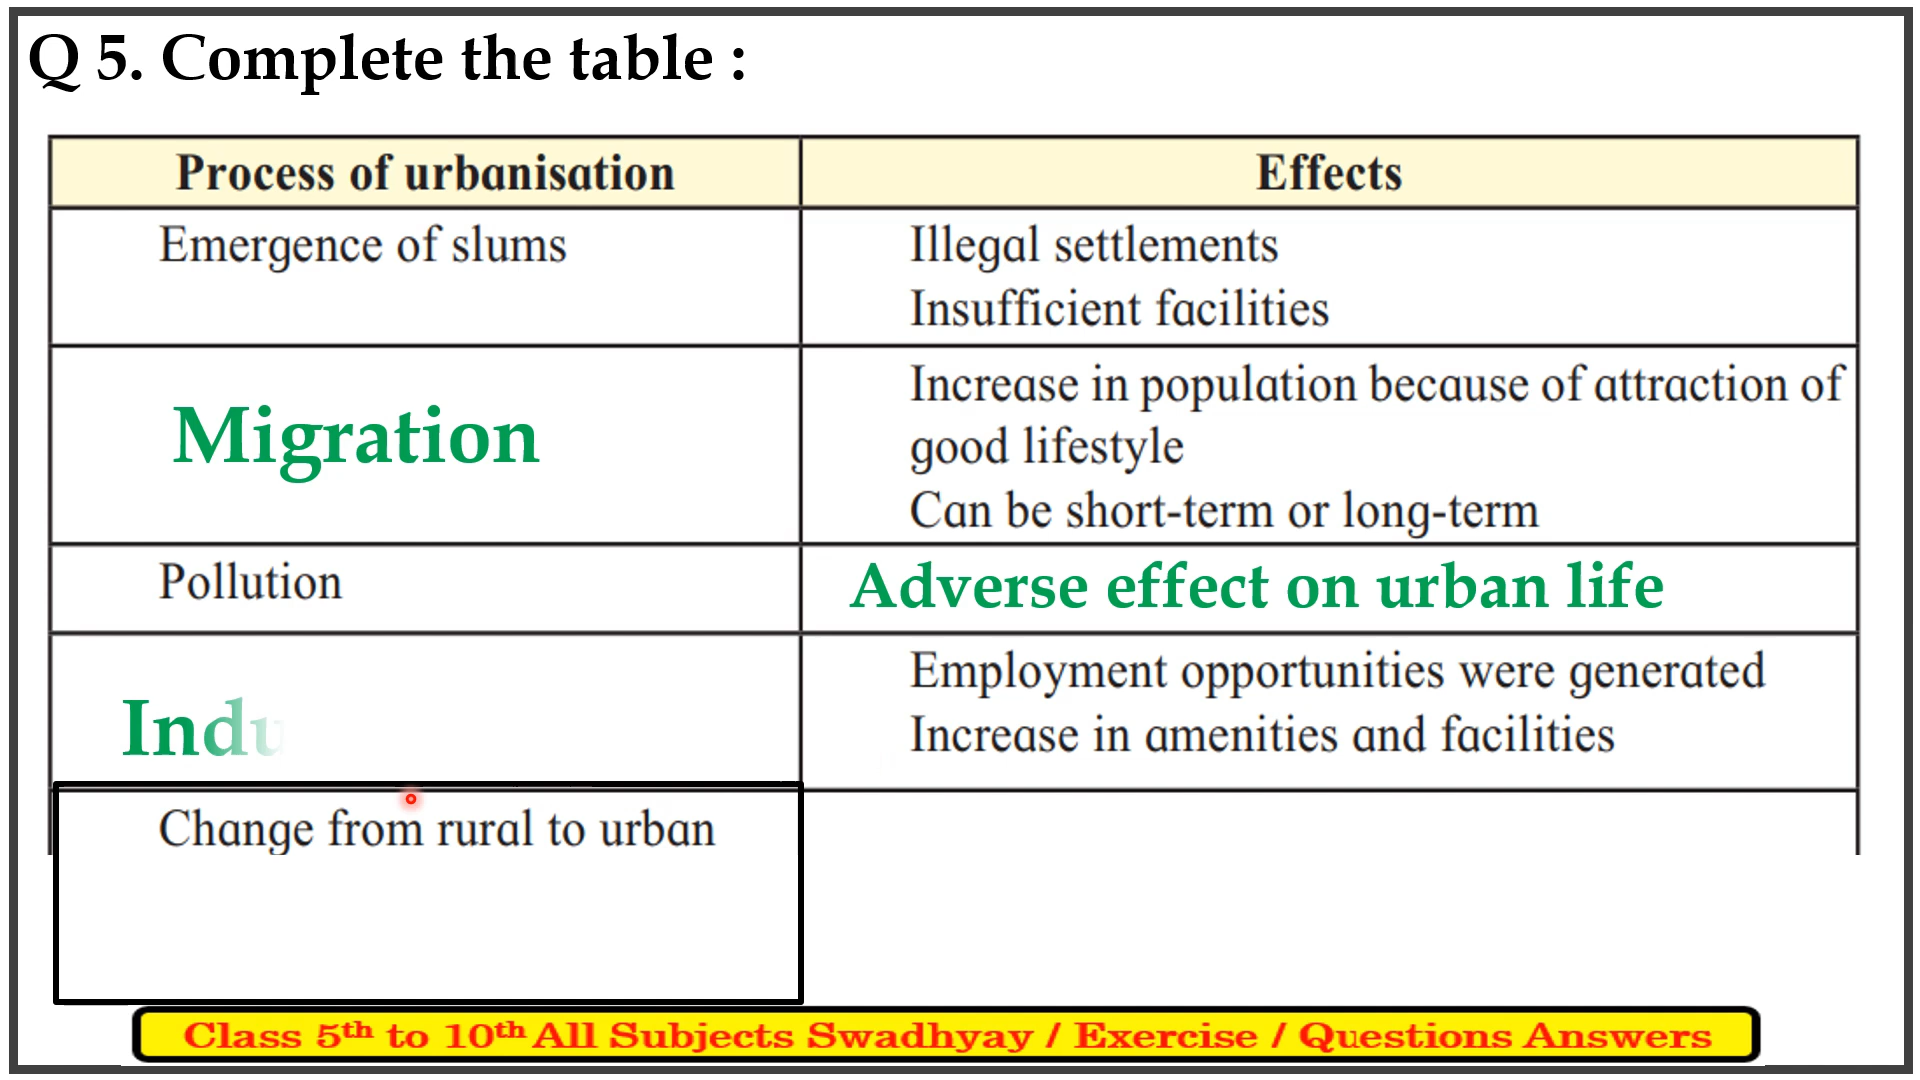 Q 5. Complete the table :
Process of urbanisation
Effects
Emergence of slums
Illegal settlements
Insufficient facilities
Migration
Increase in population because of attraction of
good lifestyle
Can be short-term or long-term
Pollution
Adverse effect on urban life
Indu
Employment opportunities were generated
Increase in amenities and facilities
Change from rural to urban
Class 5th to 10th All Subjects Swadhyay / Exercise / Questions Answers